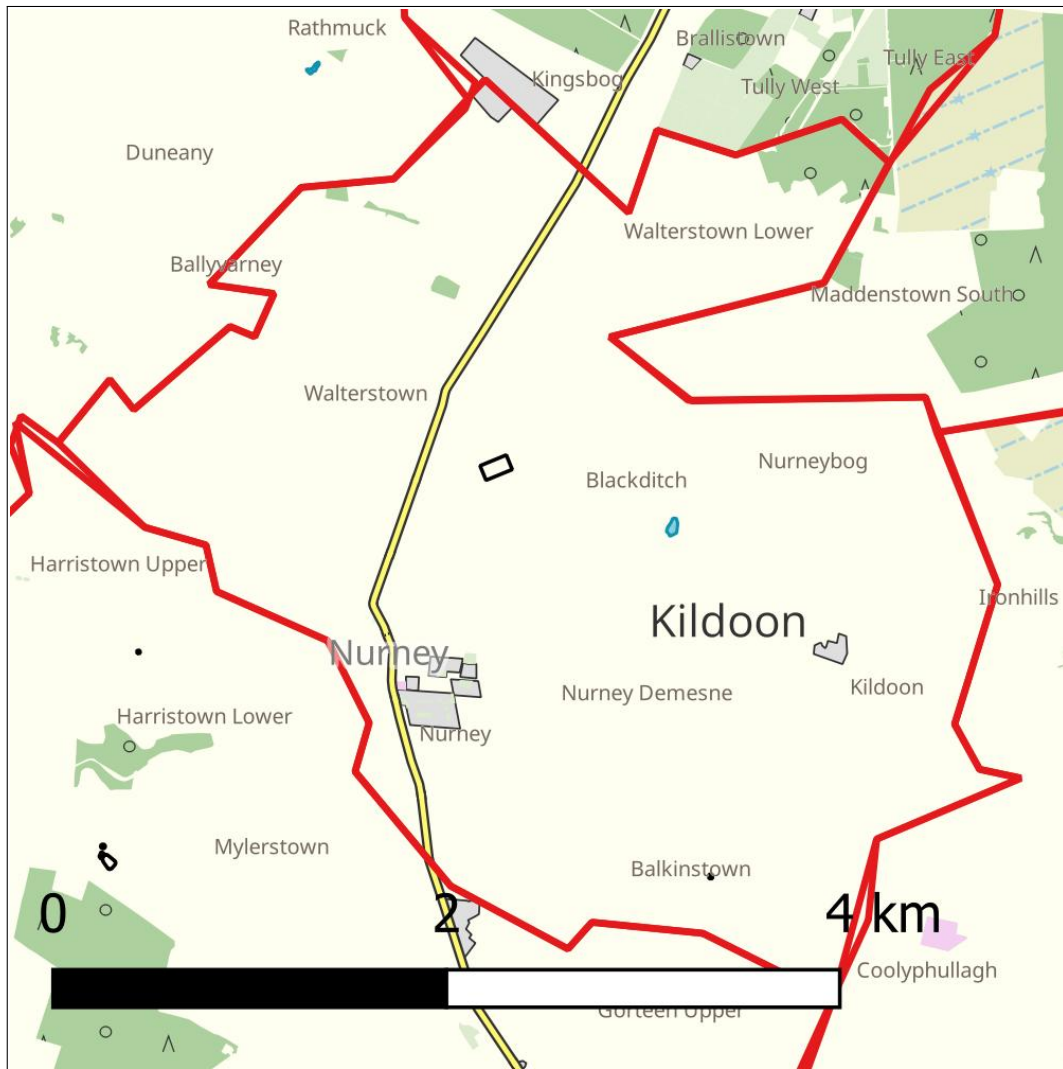 Rathmuck
Brallistown
Tully East
Kingsbog
Tully West
Duneany
Walterstown Lower
Ballyvarney
Maddenstown South
Walterstown
Nurneybog
Blackditch
Harristown Upper
Ironhills
Kildoon
Nurney
Kildoon
Nurney Demesne
Harristown Lower
Nurney
Mylerstown
Balkinstown
0 2 4 km
Coolyphullagh
Gorteen Upper